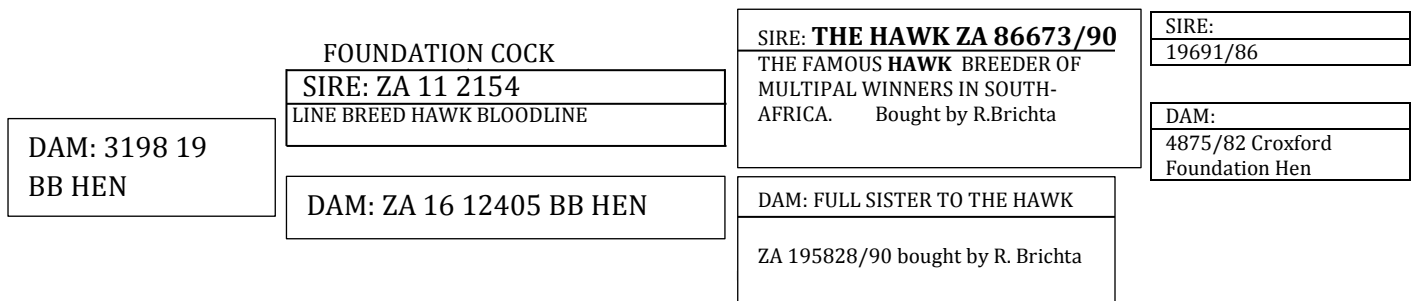 DAM: 3198 19
BB HEN
FOUNDATION COCK
SIRE: ZA 11 2154
LINE BREED HAWK BLOODLINE
DAM: ZA 16 12405 BB HEN
SIRE: THE HAWK ZA 86673/90
THE FAMOUS HAWK BREEDER OF
MULTIPAL WINNERS IN SOUTH-
AFRICA. Bought by R.Brichta
DAM: FULL SISTER TO THE HAWK
ZA 195828/90 bought by R. Brichta
SIRE:
19691/86
DAM:
4875/82 Croxford
Foundation Hen